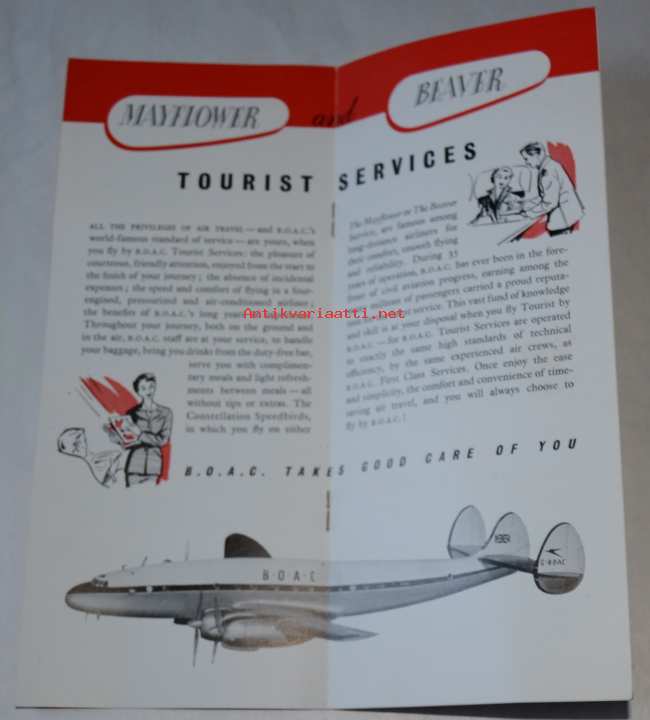 MAYFLOWER and BEAVER
TOURIST SERVICES
ALL THE PRIVILEGES OF AIR TRAVEL — and B.O.A.C.'s
world-famous standard of service — are yours, when
you fly by B.O.A.C. Tourist Services: the pleasure of
courteous, friendly attention, enjoyed from the start to
the finish of your journey; the absence of incidental
expenses; the speed and comfort of flying in a four-
engined, pressurized and air-conditioned airliner;
the benefits of B.O.A.C.'s long years
Throughout your journey, both on the ground and
in the air, B.O.A.C. staff are at your service, to handle
your baggage, bring you drinks from the duty-free bar,
serve you with complimen-
tary meals and light refresh-
ments between meals — all
without tips or extras. The
Constellation Speedbirds,
in which you fly on either
The Mayflower or The Beaver
Service, are famous among
long-distance airliners for
their comfort, smooth flying
and reliability. During 35
years of operation, B.O.A.C. has ever been in the fore-
front of civil aviation progress, earning among the
many millions of passengers carried a proud reputa-
service. This vast fund of knowledge
and skill is at your disposal when you fly Tourist by
B.O.A.C. — for B.O.A.C. Tourist Services are operated
to exactly the same high standards of technical
efficiency, by the same experienced air crews, as
B.O.A.C. First Class Services. Once enjoy the ease
and simplicity, the comfort and convenience of time-
saving air travel, and you will always choose to
fly by B.O.A.C.!
Antikvariaatti.net
B.O.A.C. TAKES GOOD CARE OF YOU
B·O·A·C